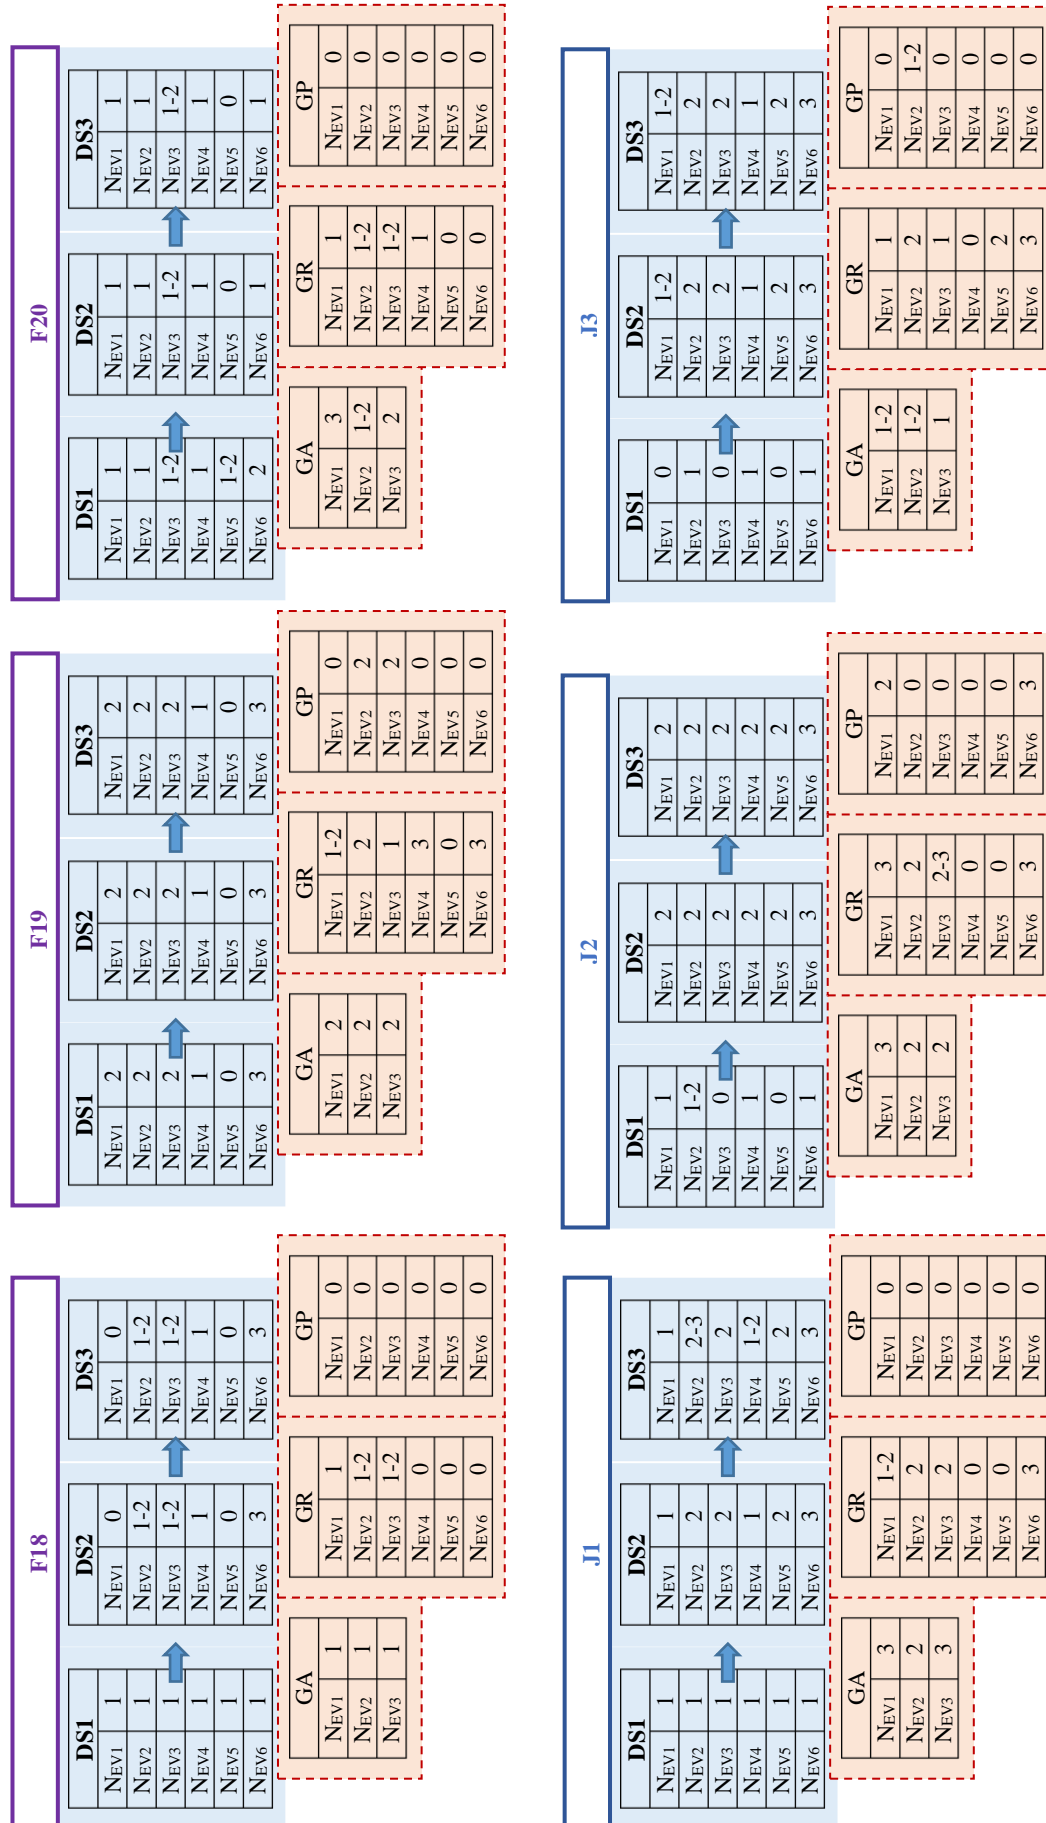 F18
DS1
NEV1 1
NEV2 1
NEV3 1
NEV4 1
NEV5 1
NEV6 1
DS2
NEV1 0
NEV2 1-2
NEV3 1-2
NEV4 1
NEV5 0
NEV6 3
DS3
NEV1 0
NEV2 1-2
NEV3 1-2
NEV4 1
NEV5 0
NEV6 3
GA
NEV1 1
NEV2 1
NEV3 1
GR
NEV1 1
NEV2 1-2
NEV3 1-2
NEV4 0
NEV5 0
NEV6 0
GP
NEV1 0
NEV2 0
NEV3 0
NEV4 0
NEV5 0
NEV6 0
F19
DS1
NEV1 2
NEV2 2
NEV3 2
NEV4 1
NEV5 0
NEV6 3
DS2
NEV1 2
NEV2 2
NEV3 2
NEV4 1
NEV5 0
NEV6 3
DS3
NEV1 2
NEV2 2
NEV3 2
NEV4 1
NEV5 0
NEV6 3
GA
NEV1 2
NEV2 2
NEV3 2
GR
NEV1 1-2
NEV2 2
NEV3 1
NEV4 3
NEV5 0
NEV6 3
GP
NEV1 0
NEV2 2
NEV3 2
NEV4 0
NEV5 0
NEV6 0
F20
DS1
NEV1 1
NEV2 1
NEV3 1-2
NEV4 1
NEV5 1-2
NEV6 2
DS2
NEV1 1
NEV2 1
NEV3 1-2
NEV4 1
NEV5 0
NEV6 1
DS3
NEV1 1
NEV2 1
NEV3 1-2
NEV4 1
NEV5 0
NEV6 1
GA
NEV1 3
NEV2 1-2
NEV3 2
GR
NEV1 1
NEV2 1-2
NEV3 1-2
NEV4 1
NEV5 0
NEV6 0
GP
NEV1 0
NEV2 0
NEV3 0
NEV4 0
NEV5 0
NEV6 0
J1
DS1
NEV1 1
NEV2 1
NEV3 1
NEV4 1
NEV5 1
NEV6 1
DS2
NEV1 1
NEV2 2
NEV3 2
NEV4 1
NEV5 2
NEV6 3
DS3
NEV1 1
NEV2 2-3
NEV3 2
NEV4 1-2
NEV5 2
NEV6 3
GA
NEV1 3
NEV2 2
NEV3 3
GR
NEV1 1-2
NEV2 2
NEV3 2
NEV4 0
NEV5 0
NEV6 3
GP
NEV1 0
NEV2 0
NEV3 0
NEV4 0
NEV5 0
NEV6 0
J2
DS1
NEV1 1
NEV2 1-2
NEV3 0
NEV4 1
NEV5 0
NEV6 1
DS2
NEV1 2
NEV2 2
NEV3 2
NEV4 2
NEV5 2
NEV6 3
DS3
NEV1 2
NEV2 2
NEV3 2
NEV4 2
NEV5 2
NEV6 3
GA
NEV1 3
NEV2 2
NEV3 2
GR
NEV1 3
NEV2 2
NEV3 2-3
NEV4 0
NEV5 0
NEV6 3
GP
NEV1 2
NEV2 0
NEV3 0
NEV4 0
NEV5 0
NEV6 3
J3
DS1
NEV1 0
NEV2 1
NEV3 0
NEV4 1
NEV5 0
NEV6 1
DS2
NEV1 1-2
NEV2 2
NEV3 2
NEV4 1
NEV5 2
NEV6 3
DS3
NEV1 1-2
NEV2 2
NEV3 2
NEV4 1
NEV5 2
NEV6 3
GA
NEV1 1-2
NEV2 1-2
NEV3 1
GR
NEV1 1
NEV2 2
NEV3 1
NEV4 0
NEV5 2
NEV6 3
GP
NEV1 0
NEV2 1-2
NEV3 0
NEV4 0
NEV5 0
NEV6 0